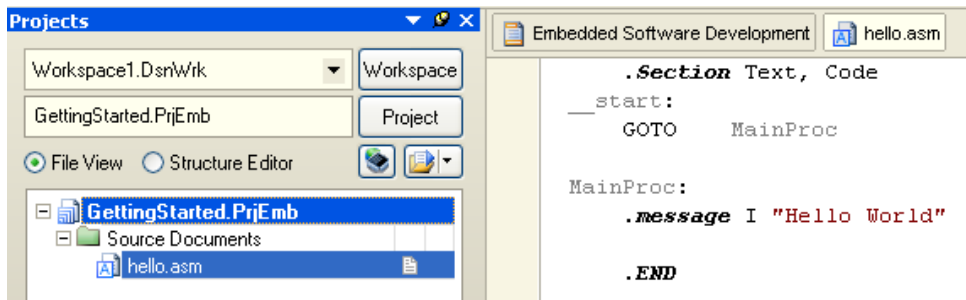 Projects
Workspace1.DsnWrk
Workspace
GettingStarted.PrjEmb
Project
File View
Structure Editor
GettingStarted.PrjEmb
Source Documents
hello.asm
Embedded Software Development
hello.asm
.Section Text, Code
__start:
GOTO MainProc
MainProc:
.message I "Hello World"
.END